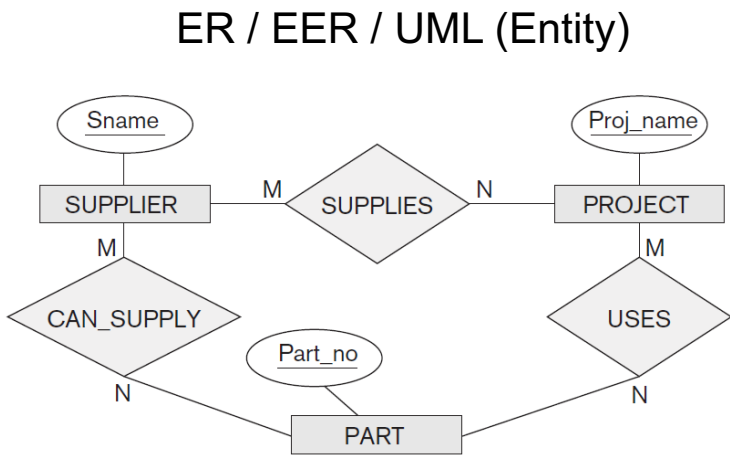 ER / EER / UML (Entity)
Sname
Proj_name
SUPPLIER
M
SUPPLIES
N
PROJECT
M
M
CAN_SUPPLY
USES
Part_no
N
N
PART